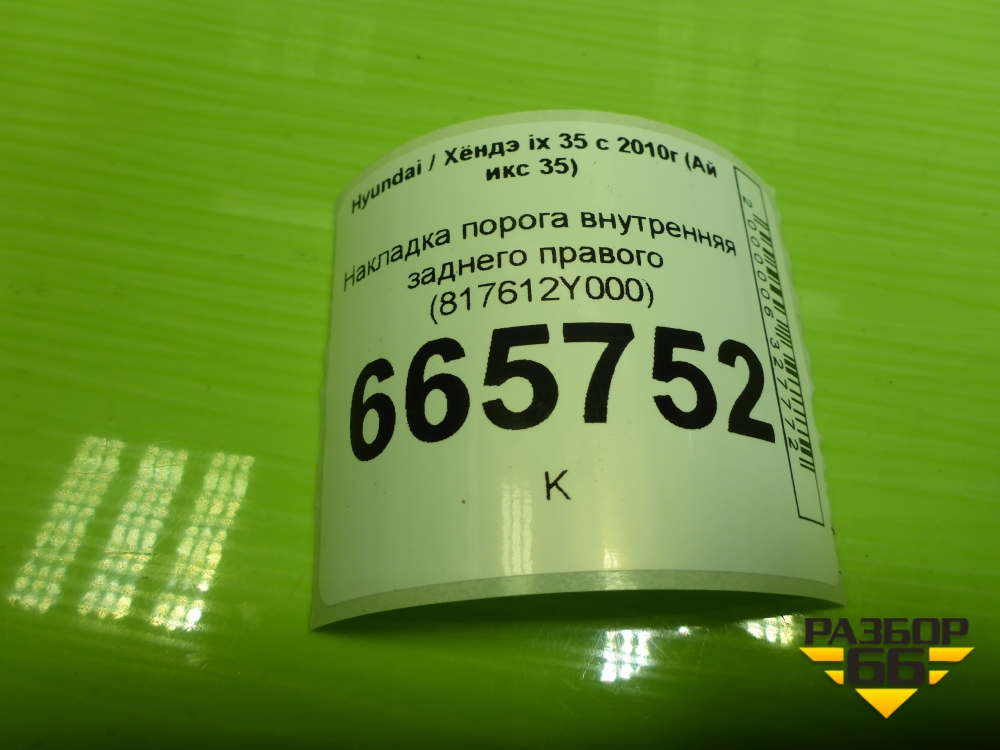 Hyundai / Хёндэ ix 35 с 2010г (Ай
икс 35)
Накладка порога внутренняя
заднего правого
(817612Y000)
665752
К
2000006327772
РАЗБОР
66